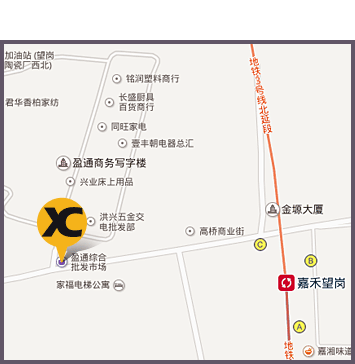 加油站 (望岗
陶瓷厂西北)
铭润塑料商行
君华香柏家纺
长盛厨具
百货商行
同旺家电
壹丰朝电器总汇
地铁3号线北延段
盈通商务写字楼
兴业床上用品
XC
洪兴五金交
电批发部
金塬大厦
高桥商业街
C
盈通综合
批发市场
B
家福电梯公寓
嘉禾望岗
A
地铁
嘉湘味道